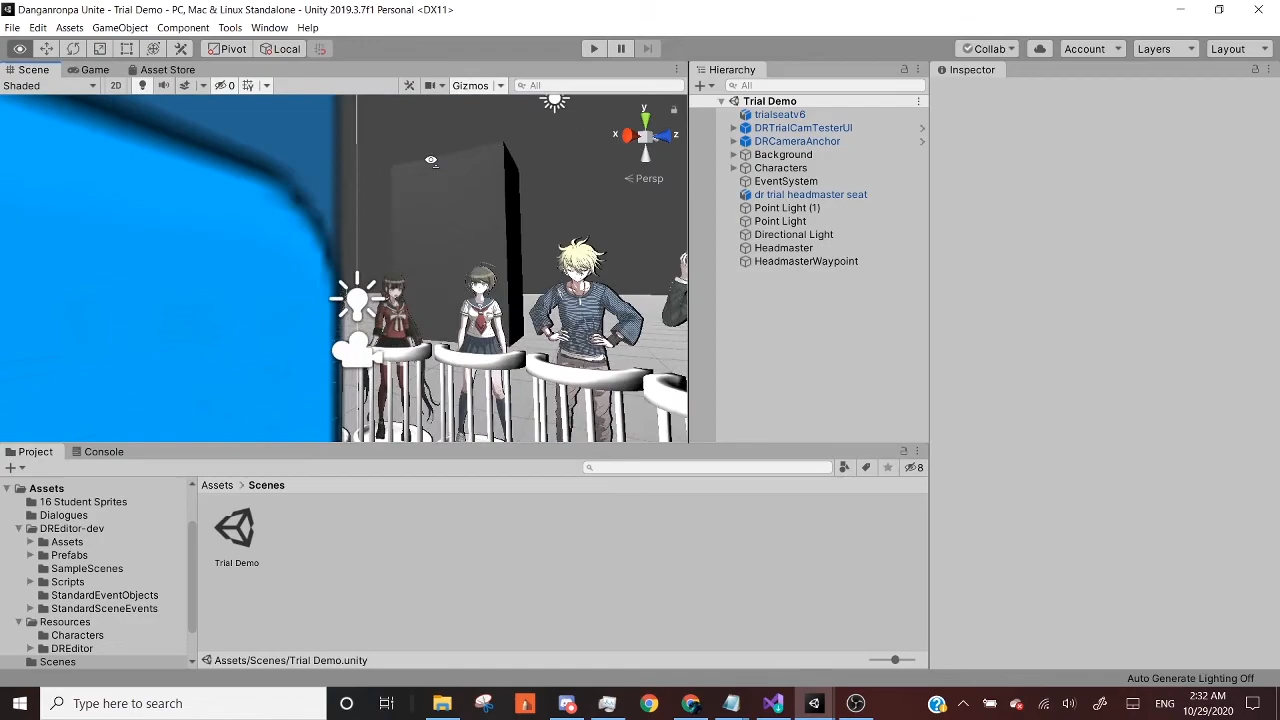 Danganronpa Unite - Trial Demo - PC, Mac & Linux Standalone - Unity 2019.3.7f1 Personal <DX11>
File Edit Assets GameObject Component Tools Window Help
Pivot Local Collab Account Layers Layout
Scene Game Asset Store Hierarchy Inspector
Shaded 2D 0 Gizmos All All
Trial Demo
trialseatv6
DRTrialCamTesterUI
DRCameraAnchor
Background
Characters
EventSystem
dr trial headmaster seat
Point Light (1)
Point Light
Directional Light
Headmaster
HeadmasterWaypoint
y
x z
Persp
Project Console
8
Assets
16 Student Sprites
Dialogues
DREditor-dev
Assets
Prefabs
SampleScenes
Scripts
StandardEventObjects
StandardSceneEvents
Resources
Characters
DREditor
Scenes
Assets > Scenes
Trial Demo
Assets/Scenes/Trial Demo.unity
Auto Generate Lighting Off
Type here to search
ENG
2:32 AM
10/29/2020